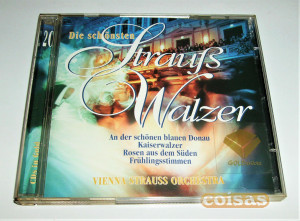 Die schönsten
Strauß
Walzer
An der schönen blauen Donau
Kaiserwalzer
Rosen aus dem Süden
Frühlingsstimmen
VIENNA STRAUSS ORCHESTRA
coisas